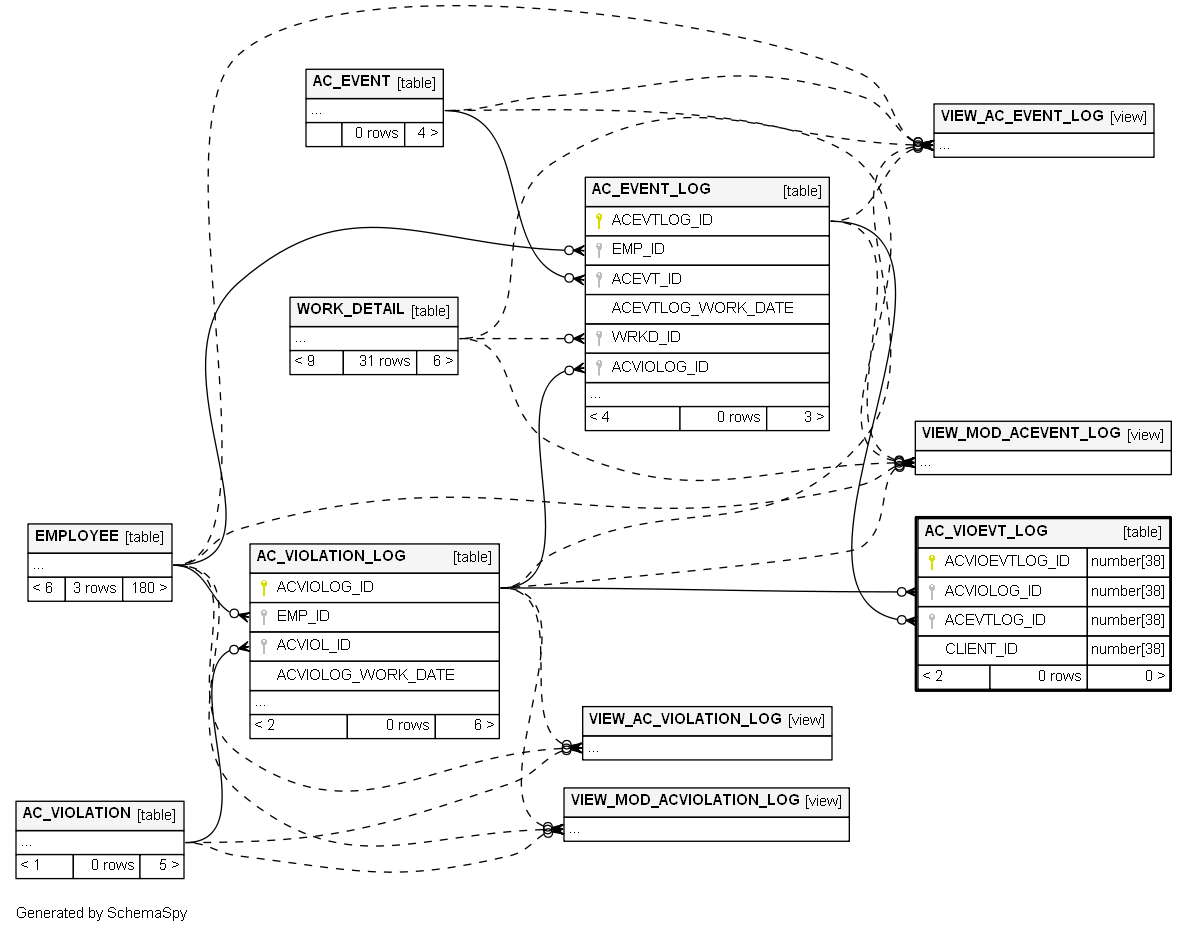 AC_EVENT [table]
...
0 rows 4 >
VIEW_AC_EVENT_LOG [view]
...
AC_EVENT_LOG [table]
ACEVTLOG_ID
EMP_ID
ACEVT_ID
ACEVTLOG_WORK_DATE
WRKD_ID
ACVIOLOG_ID
...
< 4 0 rows 3 >
WORK_DETAIL [table]
...
< 9 31 rows 6 >
VIEW_MOD_ACEVENT_LOG [view]
...
EMPLOYEE [table]
...
< 6 3 rows 180 >
AC_VIOLATION_LOG [table]
ACVIOLOG_ID
EMP_ID
ACVIOL_ID
ACVIOLOG_WORK_DATE
...
< 2 0 rows 6 >
AC_VIOEVT_LOG [table]
ACVIOEVTLOG_ID number[38]
ACVIOLOG_ID number[38]
ACEVTLOG_ID number[38]
CLIENT_ID number[38]
< 2 0 rows 0 >
VIEW_AC_VIOLATION_LOG [view]
...
VIEW_MOD_ACVIOLATION_LOG [view]
...
AC_VIOLATION [table]
...
< 1 0 rows 5 >
Generated by SchemaSpy